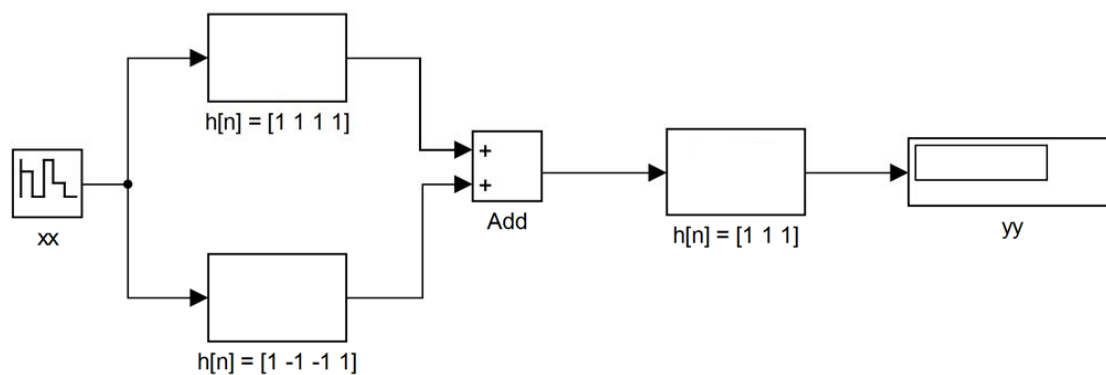 h[n] = [1 1 1 1]
xx
+
+
Add
h[n] = [1 1 1]
yy
h[n] = [1 -1 -1 1]